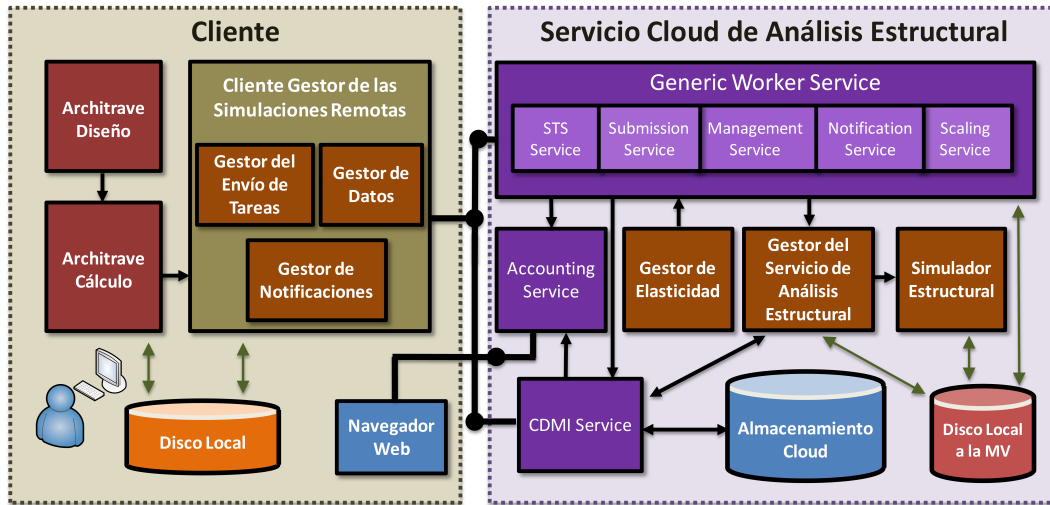 Cliente
Architrave
Diseño
Architrave
Cálculo
Cliente Gestor de las
Simulaciones Remotas
Gestor del
Envío de
Tareas
Gestor de
Datos
Gestor de
Notificaciones
Disco Local
Navegador
Web
Servicio Cloud de Análisis Estructural
Generic Worker Service
STS
Service
Submission
Service
Management
Service
Notification
Service
Scaling
Service
Accounting
Service
Gestor de
Elasticidad
Gestor del
Servicio de
Análisis
Estructural
Simulador
Estructural
CDMI Service
Almacenamiento
Cloud
Disco Local
a la MV